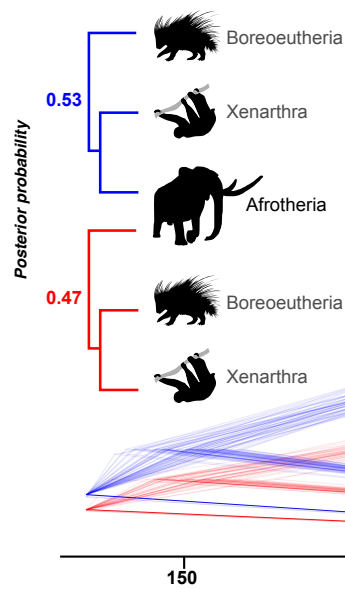 Boreoeutheria
0.53
Xenarthra
Posterior probability
Afrotheria
0.47
Boreoeutheria
Xenarthra
150